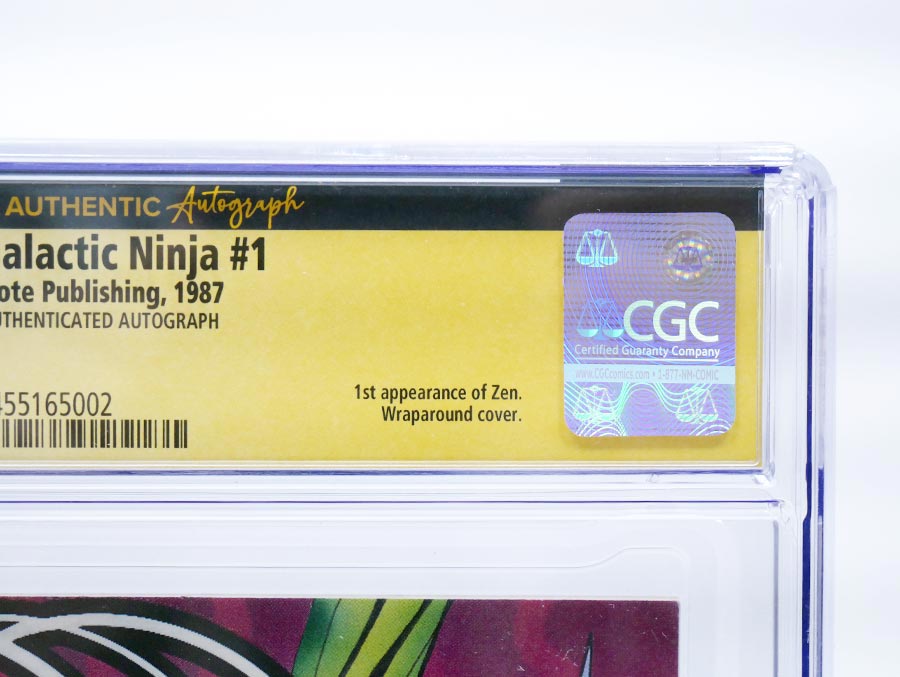 AUTHENTIC Autograph
alactic Ninja #1
ote Publishing, 1987
UTHENTICATED AUTOGRAPH
455165002
1st appearance of Zen.
Wraparound cover.
CGC
Certified Guaranty Company
www.CGCcomics.com • 1-877-NM-COMIC